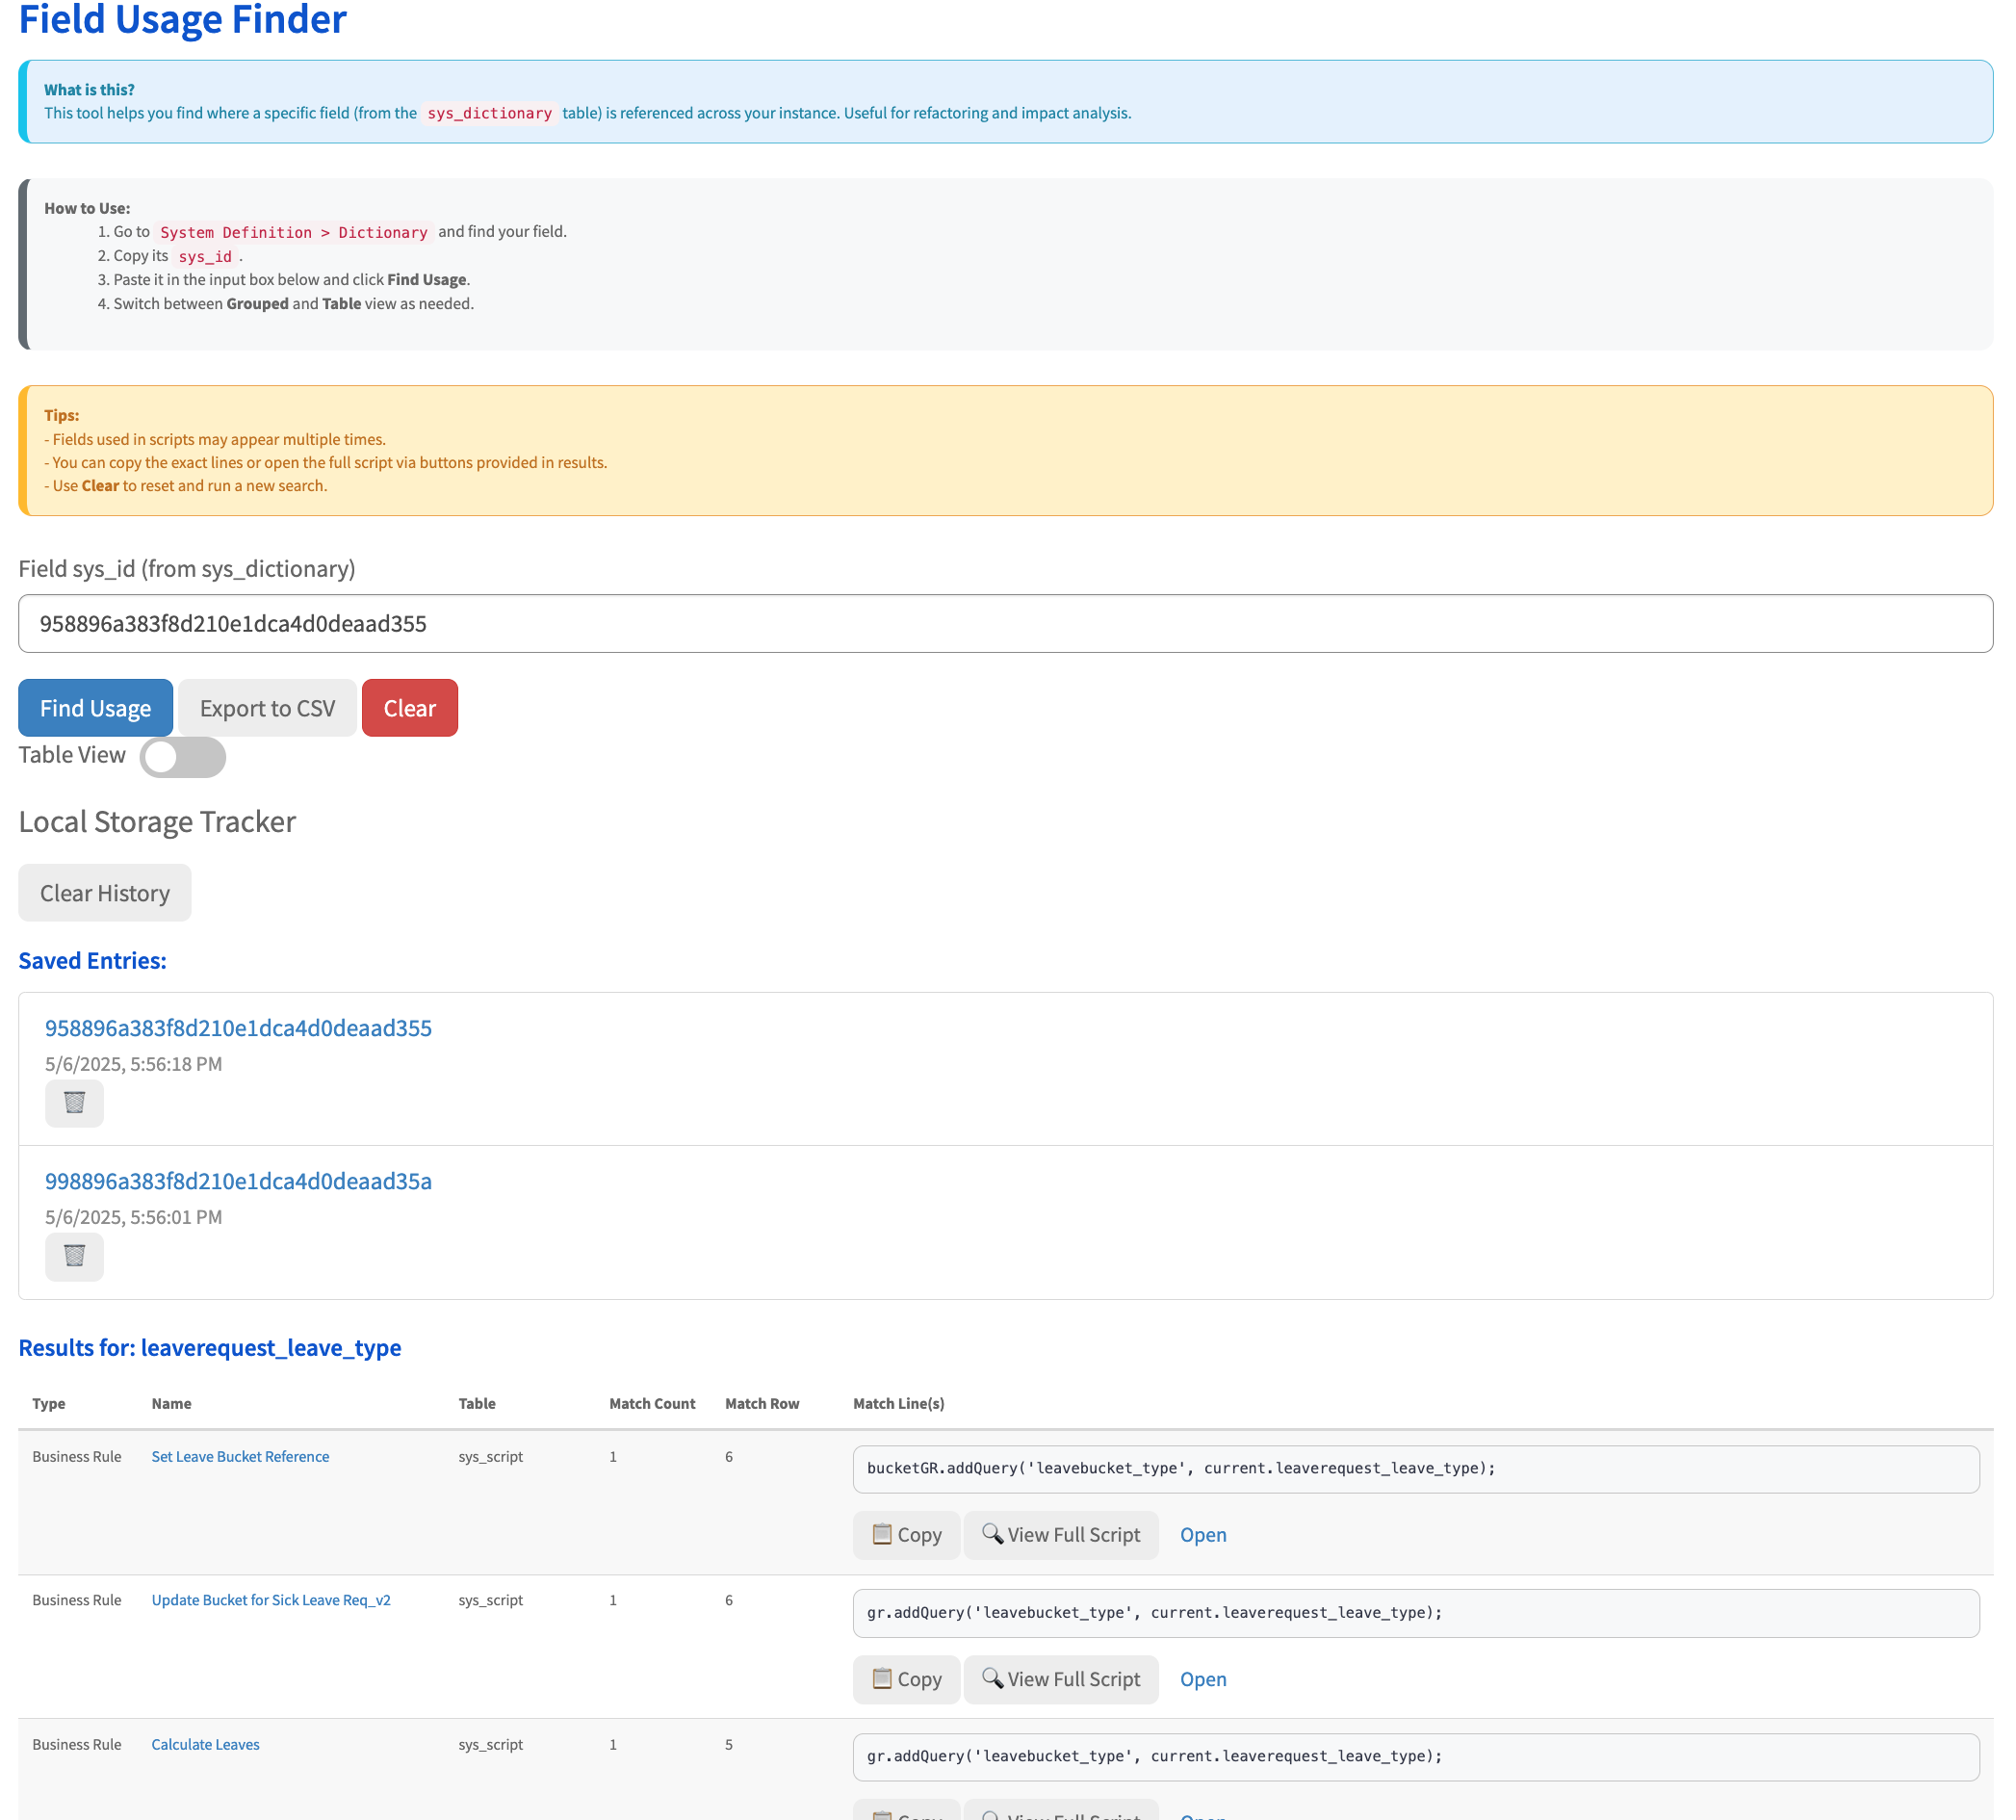 Field Usage Finder
What is this?
This tool helps you find where a specific field (from the sys_dictionary table) is referenced across your instance. Useful for refactoring and impact analysis.
How to Use:
1. Go to System Definition > Dictionary and find your field.
2. Copy its sys_id .
3. Paste it in the input box below and click Find Usage.
4. Switch between Grouped and Table view as needed.
Tips:
- Fields used in scripts may appear multiple times.
- You can copy the exact lines or open the full script via buttons provided in results.
- Use Clear to reset and run a new search.
Field sys_id (from sys_dictionary)
958896a383f8d210e1dca4d0deaad355
Find Usage Export to CSV Clear
Table View
Local Storage Tracker
Clear History
Saved Entries:
958896a383f8d210e1dca4d0deaad355
5/6/2025, 5:56:18 PM
998896a383f8d210e1dca4d0deaad35a
5/6/2025, 5:56:01 PM
Results for: leaverequest_leave_type
Type Name Table Match Count Match Row Match Line(s)
Business Rule Set Leave Bucket Reference sys_script 1 6 bucketGR.addQuery('leavebucket_type', current.leaverequest_leave_type);
Copy View Full Script Open
Business Rule Update Bucket for Sick Leave Req_v2 sys_script 1 6 gr.addQuery('leavebucket_type', current.leaverequest_leave_type);
Copy View Full Script Open
Business Rule Calculate Leaves sys_script 1 5 gr.addQuery('leavebucket_type', current.leaverequest_leave_type);
Copy View Full Script Open